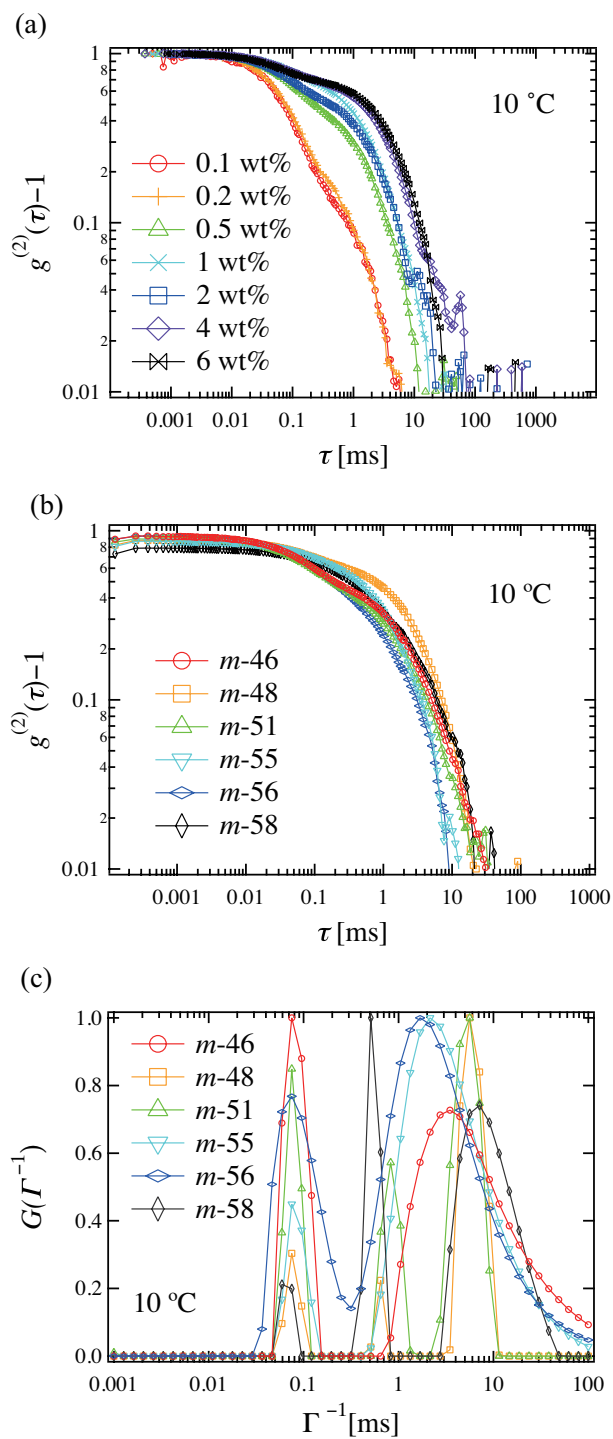 (a)
1
8
6
4
2
0.1
8
6
4
2
0.01
g(2)(τ)−1
10 ˚C
0.1 wt%
0.2 wt%
0.5 wt%
1 wt%
2 wt%
4 wt%
6 wt%
0.001 0.01 0.1 1 10 100 1000
τ [ms]
(b)
1
8
6
4
2
0.1
8
6
4
2
0.01
g(2)(τ)−1
10 ºC
m-46
m-48
m-51
m-55
m-56
m-58
0.001 0.01 0.1 1 10 100 1000
τ [ms]
(c)
1.0
0.8
0.6
0.4
0.2
0.0
G(Γ−1)
m-46
m-48
m-51
m-55
m-56
m-58
10 ºC
0.001 0.01 0.1 1 10 100
Γ−1[ms]